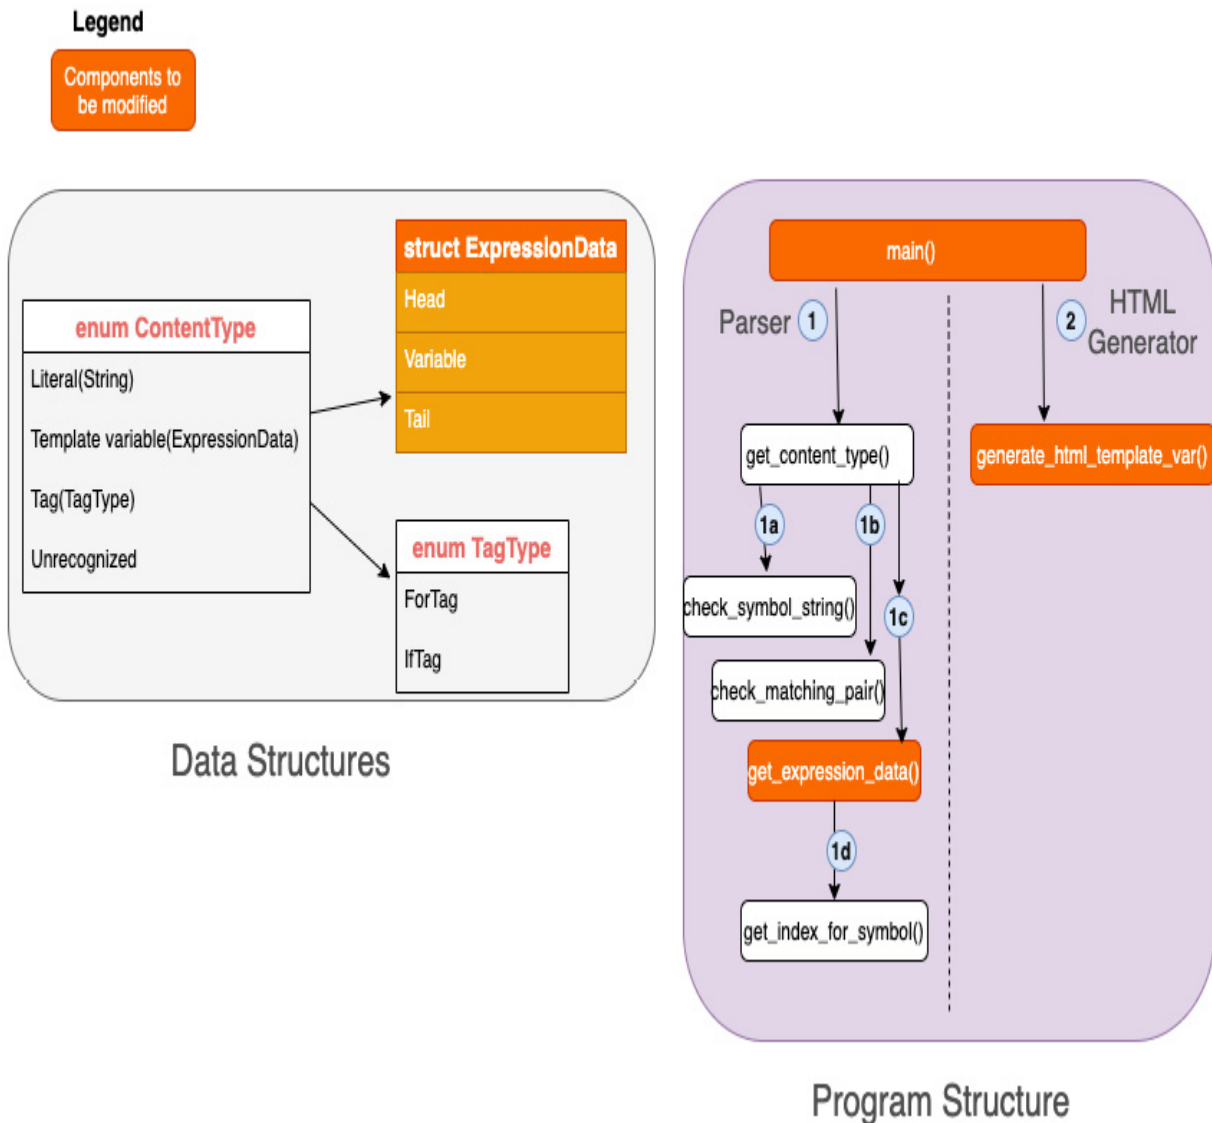 Legend
Components to
be modified
struct ExpressionData
Head
Variable
Tail
enum ContentType
Literal(String)
Template variable(ExpressionData)
Tag(TagType)
Unrecognized
enum TagType
ForTag
IfTag
Data Structures
main()
Parser 1
2 HTML
Generator
get_content_type()
generate_html_template_var()
1a
1b
check_symbol_string()
1c
check_matching_pair()
get_expression_data()
1d
get_index_for_symbol()
Program Structure